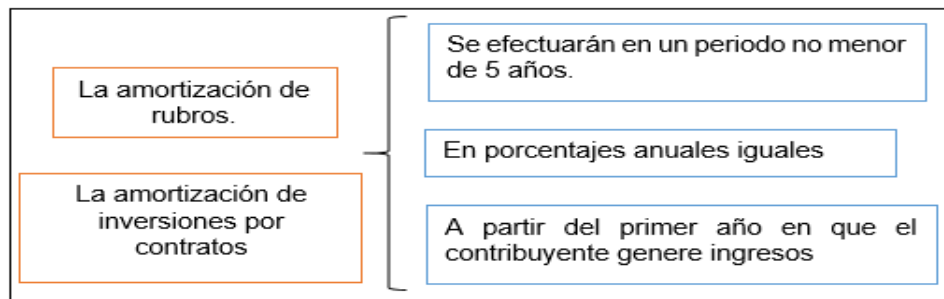 La amortización de
rubros.
La amortización de
inversiones por
contratos
Se efectuarán en un periodo no menor
de 5 años.
En porcentajes anuales iguales
A partir del primer año en que el
contribuyente genere ingresos